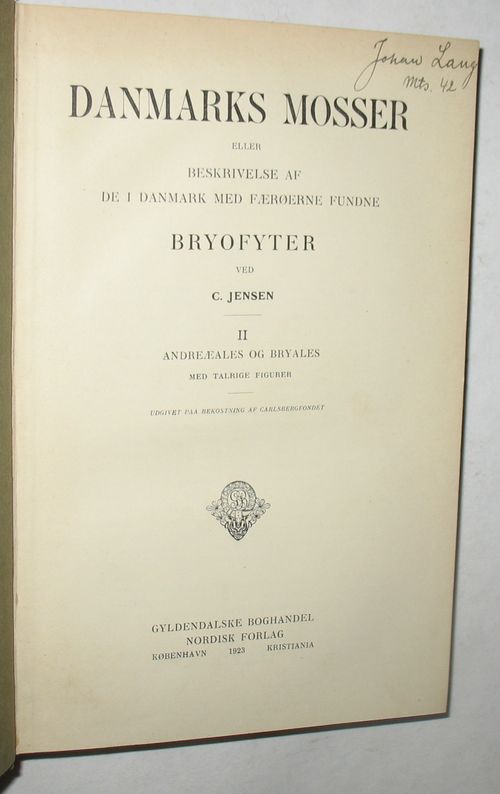 Johan Lang
Mts. 42
DANMARKS MOSSER
ELLER
BESKRIVELSE AF
DE I DANMARK MED FÆRØERNE FUNDNE
BRYOFYTER
VED
C. JENSEN
II
ANDREÆALES OG BRYALES
MED TALRIGE FIGURER
UDGIVET PAA BEKOSTNING AF CARLSBERGFONDET
GYLDENDALSKE BOGHANDEL
NORDISK FORLAG
KØBENHAVN 1923 KRISTIANIA